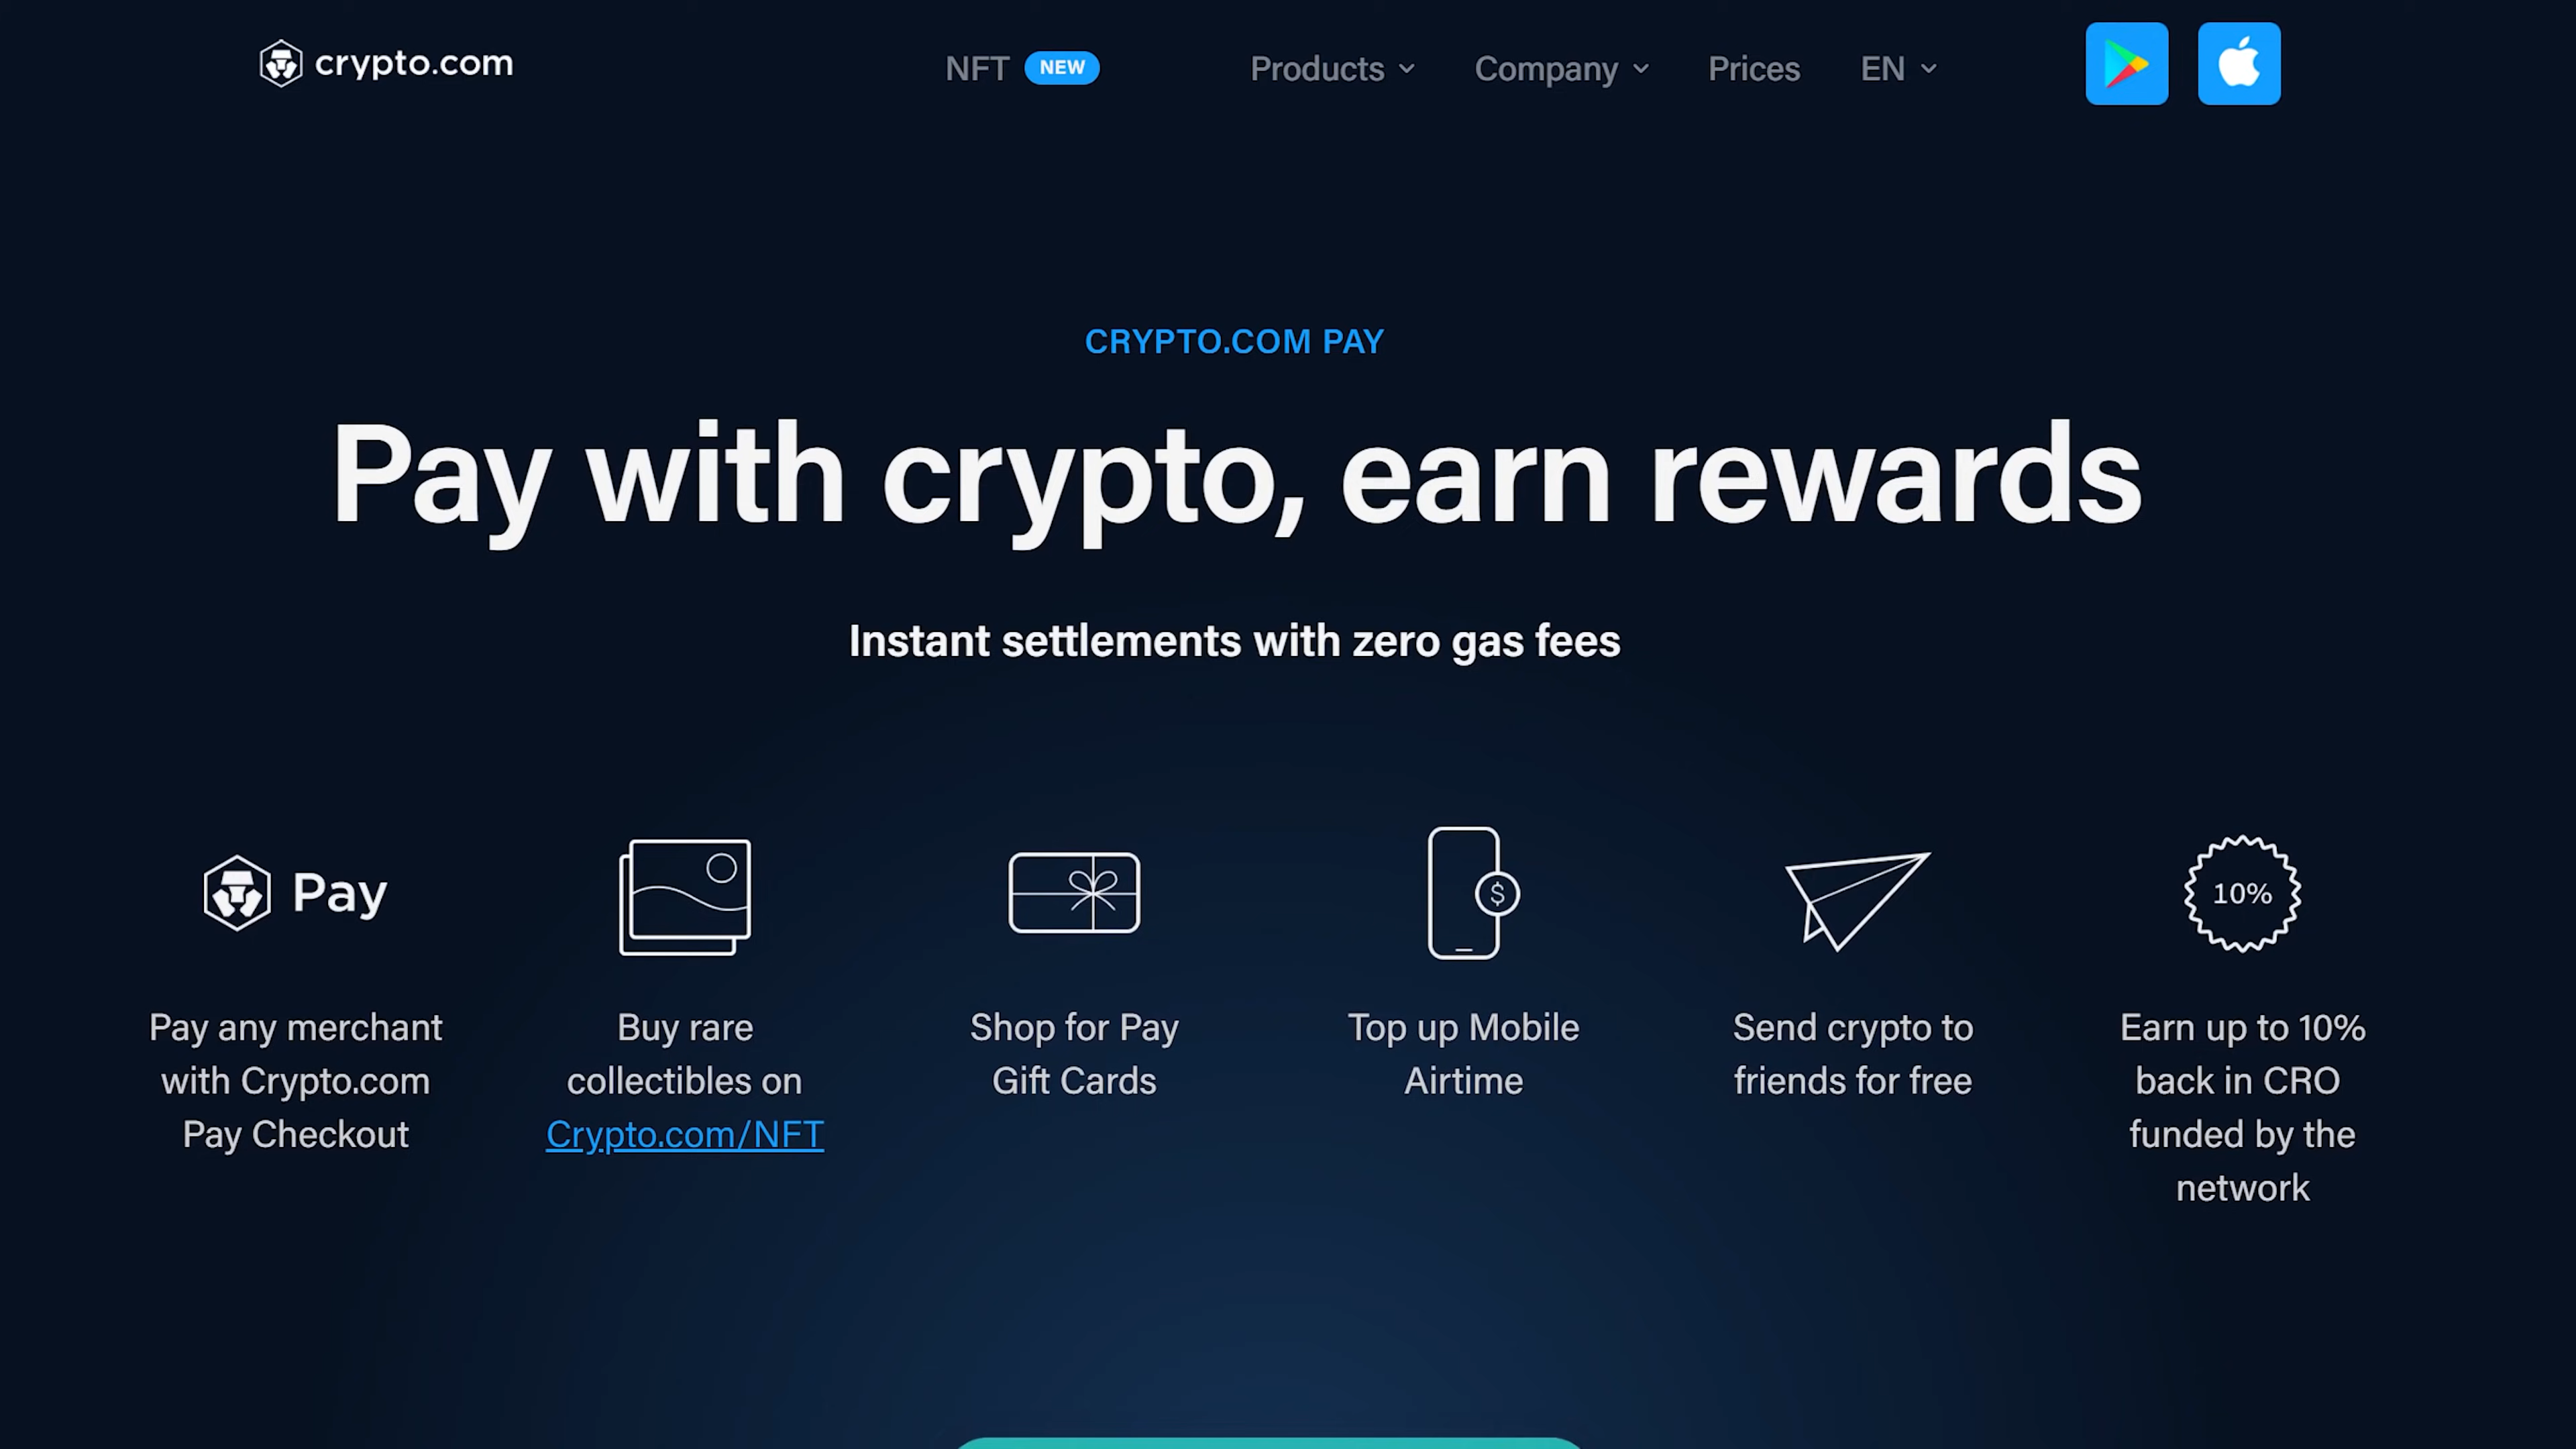 crypto.com
NFT NEW Products Company Prices EN
CRYPTO.COM PAY
Pay with crypto, earn rewards
Instant settlements with zero gas fees
Pay
Pay any merchant
with Crypto.com
Pay Checkout
Buy rare
collectibles on
Crypto.com/NFT
Shop for Pay
Gift Cards
$
Top up Mobile
Airtime
Send crypto to
friends for free
10%
Earn up to 10%
back in CRO
funded by the
network